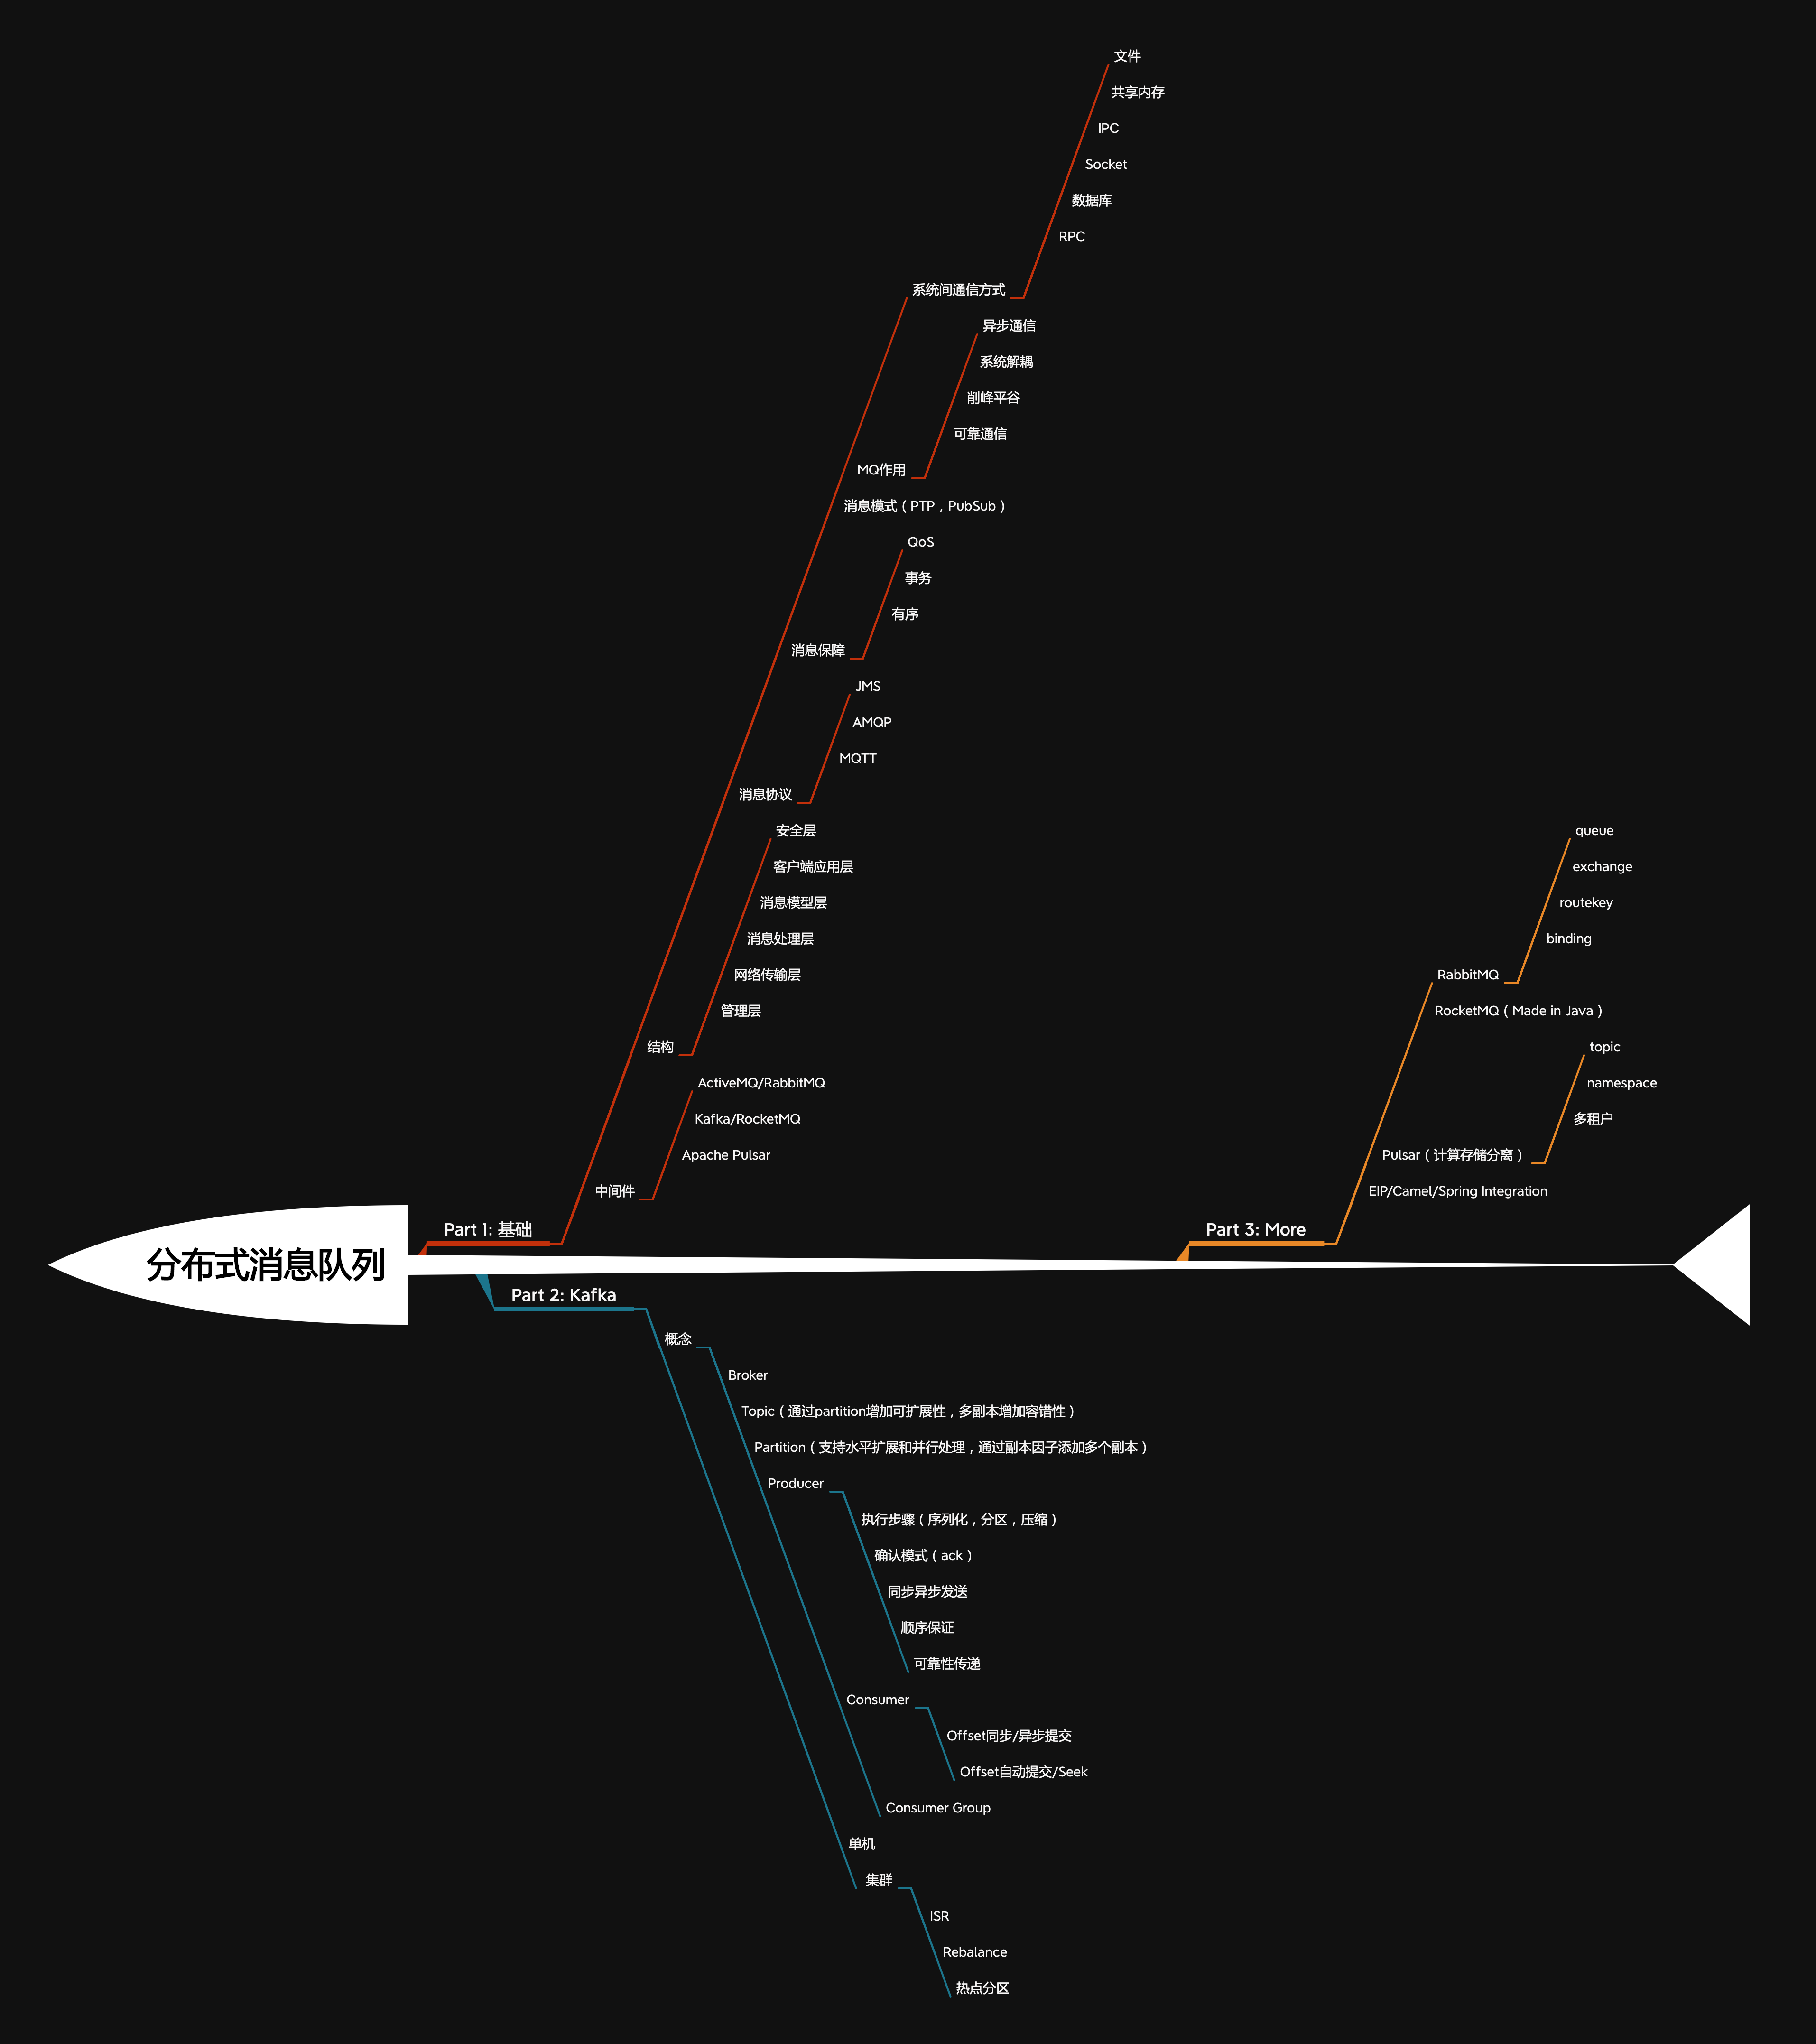 文件
共享内存
IPC
Socket
数据库
RPC
系统间通信方式
异步通信
系统解耦
削峰平谷
可靠通信
MQ作用
消息模式（PTP，PubSub）
QoS
事务
有序
消息保障
JMS
AMQP
MQTT
消息协议
安全层
客户端应用层
消息模型层
消息处理层
网络传输层
管理层
结构
ActiveMQ/RabbitMQ
Kafka/RocketMQ
Apache Pulsar
中间件
Part 1: 基础
queue
exchange
routekey
binding
RabbitMQ
RocketMQ（Made in Java）
topic
namespace
多租户
Pulsar（计算存储分离）
EIP/Camel/Spring Integration
Part 3: More
分布式消息队列
Part 2: Kafka
概念
Broker
Topic（通过partition增加可扩展性，多副本增加容错性）
Partition（支持水平扩展和并行处理，通过副本因子添加多个副本）
Producer
执行步骤（序列化，分区，压缩）
确认模式（ack）
同步异步发送
顺序保证
可靠性传递
Consumer
Offset同步/异步提交
Offset自动提交/Seek
Consumer Group
单机
集群
ISR
Rebalance
热点分区